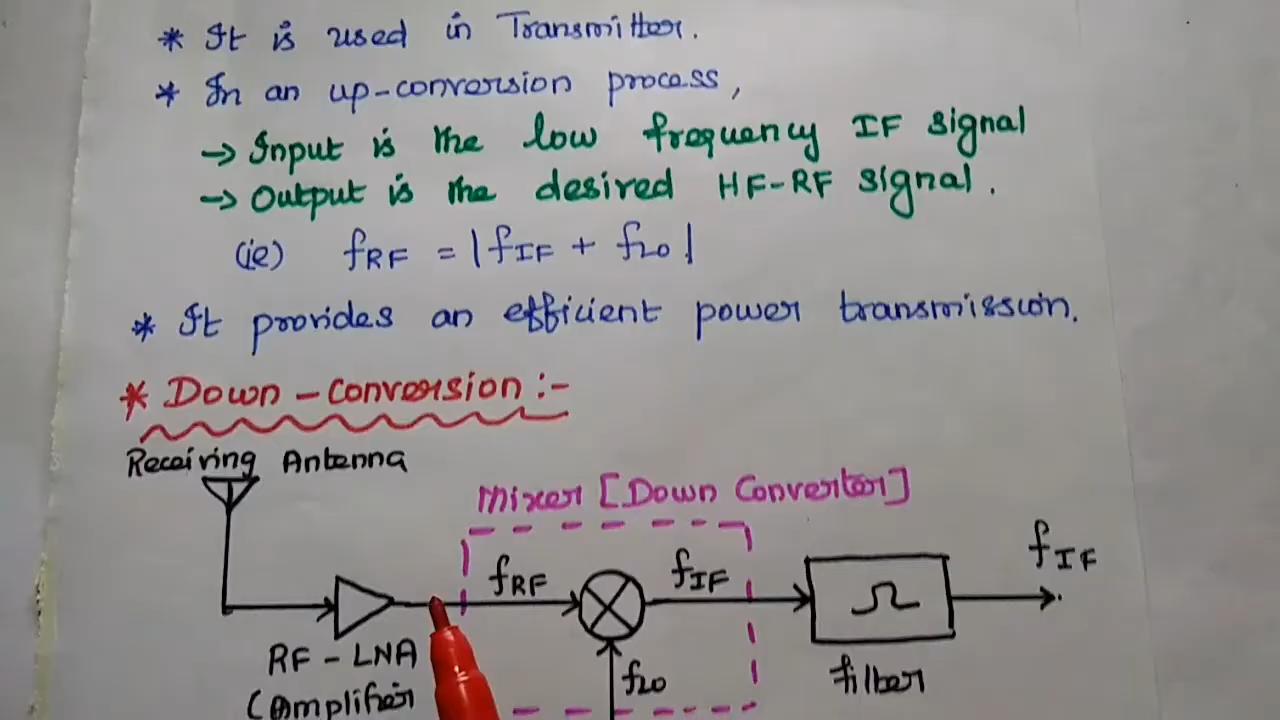 * It is used in Transmitter.
* In an up-conversion process,
→ Input is the low frequency IF signal
→ Output is the desired HF-RF signal.
(ie) fRF = |fIF + fLO|
* It provides an efficient power transmission.
* Down-Conversion :-
Receiving Antenna
Mixer [Down Converter]
fRF
fIF
fIF
RF-LNA
fLO
filter
(Amplifier